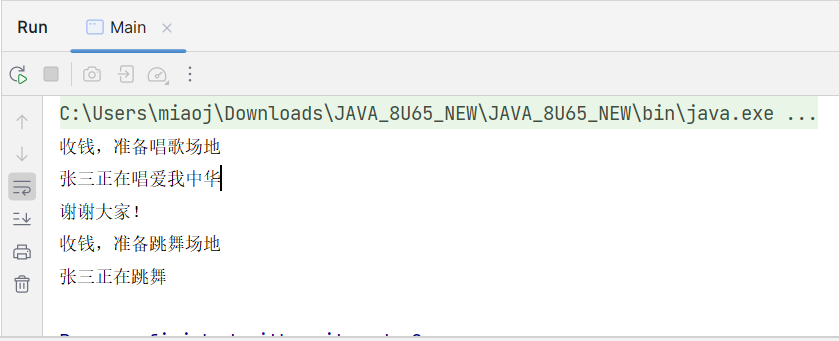 Run Main
C:\Users\miaoj\Downloads\JAVA_8U65_NEW\JAVA_8U65_NEW\bin\java.exe ...
收钱，准备唱歌场地
张三正在唱爱我中华
谢谢大家！
收钱，准备跳舞场地
张三正在跳舞